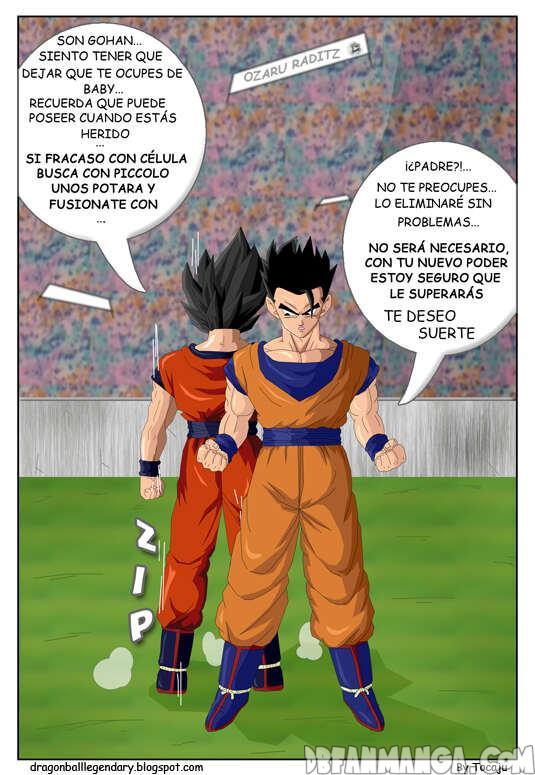 SON GOHAN...
SIENTO TENER QUE
DEJAR QUE TE OCUPES DE
BABY...
RECUERDA QUE PUEDE
POSEER CUANDO ESTÁS
HERIDO
...
SI FRACASO CON CÉLULA
BUSCA CON PICCOLO
UNOS POTARA Y
FUSIONATE CON
...
OZARU RADITZ
¡¿PADRE?!...
NO TE PREOCUPES...
LO ELIMINARÉ SIN
PROBLEMAS...
NO SERÁ NECESARIO,
CON TU NUEVO PODER
ESTOY SEGURO QUE
LE SUPERARÁS
TE DESEO
SUERTE
ZIP
dragonballlegendary.blogspot.com
By Tocaju
DBFANMANGA.COM